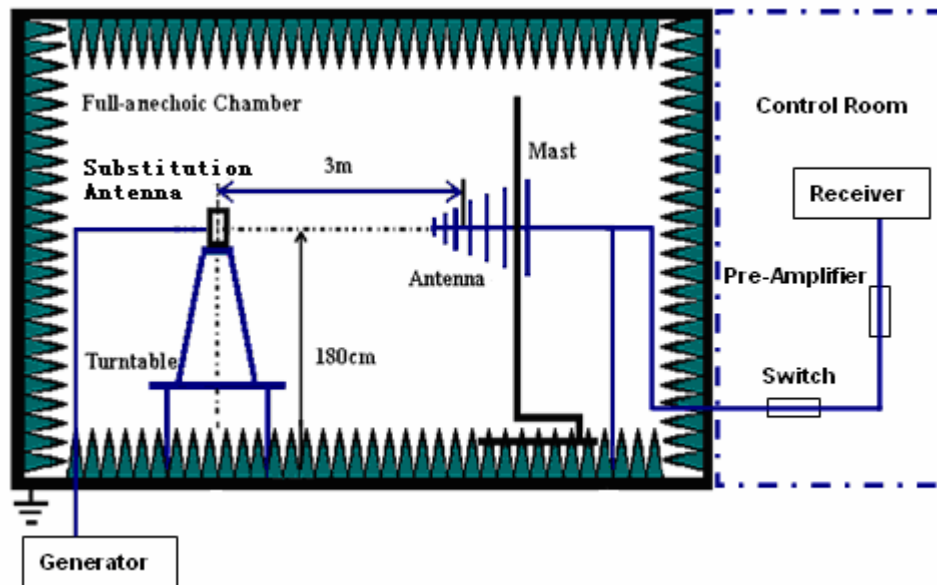 Full-anechoic Chamber
Control Room
Substitution
Antenna
3m
Mast
Receiver
Antenna
Pre-Amplifier
Turntable
180cm
Switch
Generator